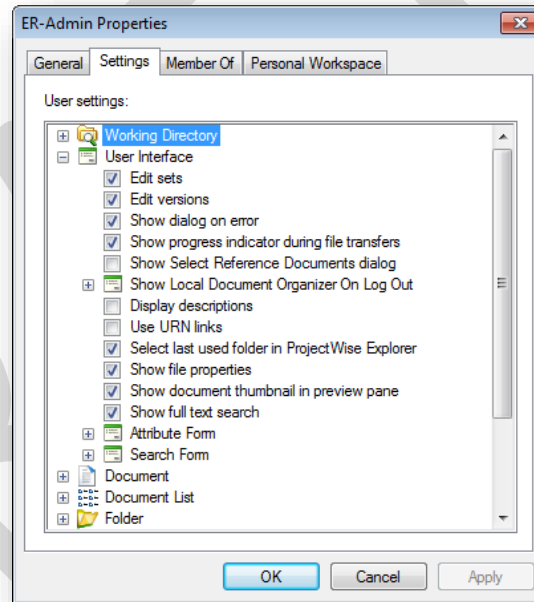 ER-Admin Properties
General Settings Member Of Personal Workspace
User settings:
Working Directory
User Interface
Edit sets
Edit versions
Show dialog on error
Show progress indicator during file transfers
Show Select Reference Documents dialog
Show Local Document Organizer On Log Out
Display descriptions
Use URN links
Select last used folder in ProjectWise Explorer
Show file properties
Show document thumbnail in preview pane
Show full text search
Attribute Form
Search Form
Document
Document List
Folder
OK Cancel Apply